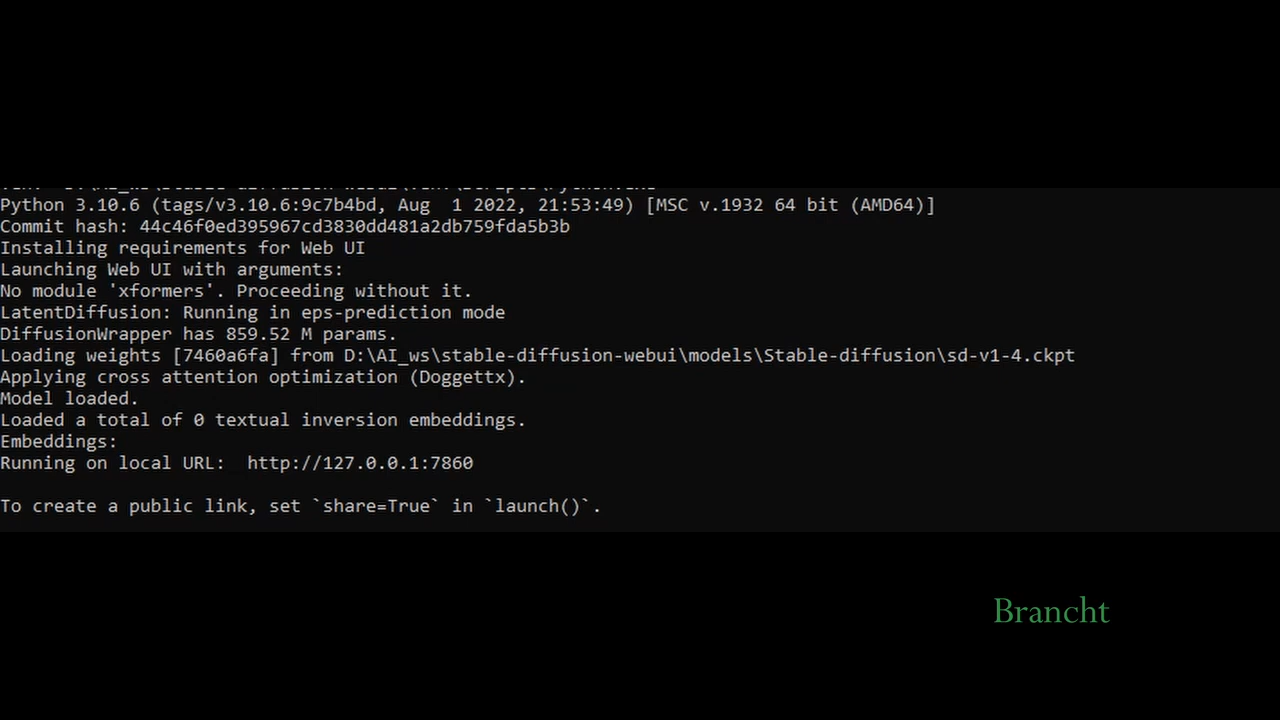 Python 3.10.6 (tags/v3.10.6:9c7b4bd, Aug  1 2022, 21:53:49) [MSC v.1932 64 bit (AMD64)]
Commit hash: 44c46f0ed395967cd3830dd481a2db759fda5b3b
Installing requirements for Web UI
Launching Web UI with arguments:
No module 'xformers'. Proceeding without it.
LatentDiffusion: Running in eps-prediction mode
DiffusionWrapper has 859.52 M params.
Loading weights [7460a6fa] from D:\AI_ws\stable-diffusion-webui\models\Stable-diffusion\sd-v1-4.ckpt
Applying cross attention optimization (Doggettx).
Model loaded.
Loaded a total of 0 textual inversion embeddings.
Embeddings:
Running on local URL:  http://127.0.0.1:7860
To create a public link, set `share=True` in `launch()`.
Brancht